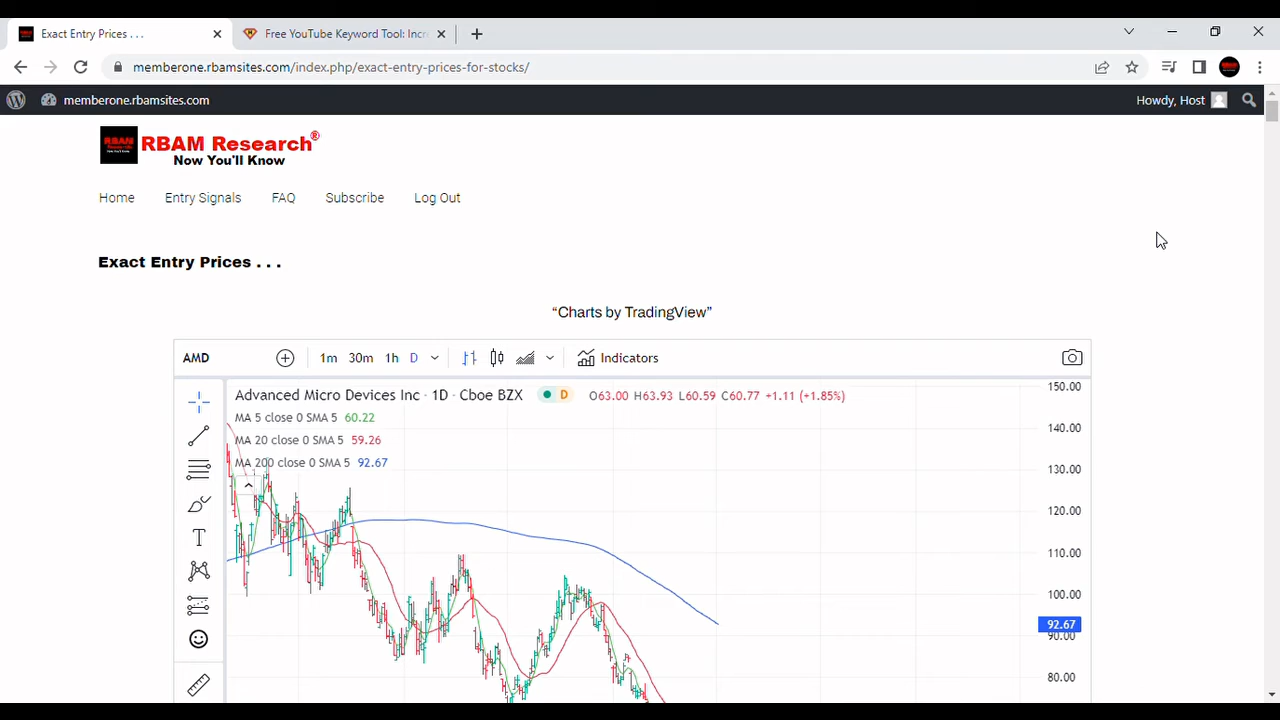 Exact Entry Prices . . .
Free YouTube Keyword Tool: Incr
memberone.rbamsites.com/index.php/exact-entry-prices-for-stocks/
memberone.rbamsites.com
Howdy, Host
RBAM Research®
Now You'll Know
Home Entry Signals FAQ Subscribe Log Out
Exact Entry Prices . . .
“Charts by TradingView”
AMD 1m 30m 1h D Indicators
Advanced Micro Devices Inc · 1D · Cboe BZX D O63.00 H63.93 L60.59 C60.77 +1.11 (+1.85%)
MA 5 close 0 SMA 5 60.22
MA 20 close 0 SMA 5 59.26
MA 200 close 0 SMA 5 92.67
150.00
140.00
130.00
120.00
110.00
100.00
92.67
90.00
80.00